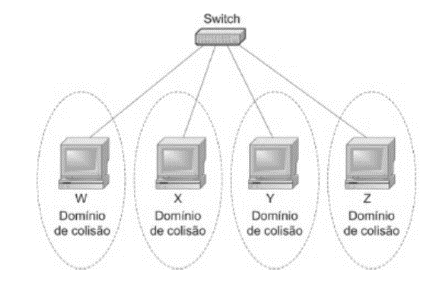 Switch
W
Domínio
de colisão
X
Domínio
de colisão
Y
Domínio
de colisão
Z
Domínio
de colisão